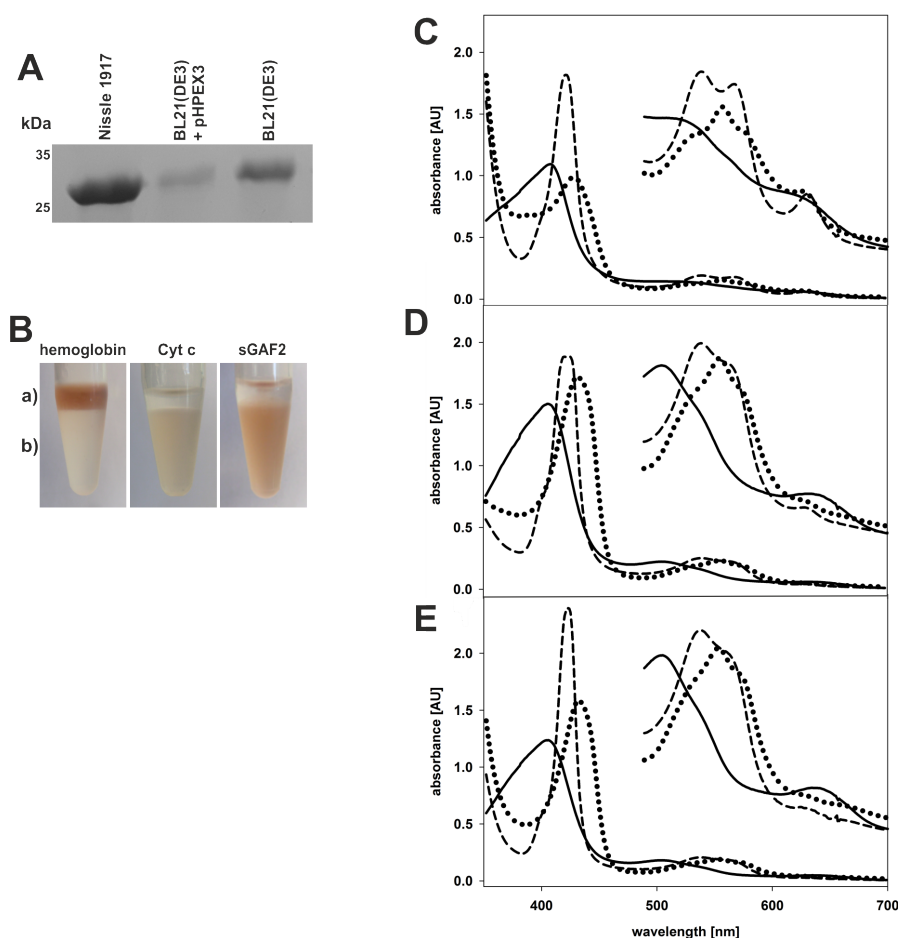 A
kDa
Nissle 1917
BL21(DE3)
+ pHPEX3
BL21(DE3)
35
25
B
hemoglobin
Cyt c
sGAF2
a)
b)
C
absorbance [AU]
2.0
1.5
1.0
0.5
0.0
D
absorbance [AU]
2.0
1.5
1.0
0.5
0.0
E
absorbance [AU]
2.0
1.5
1.0
0.5
0.0
400
500
600
700
wavelength [nm]